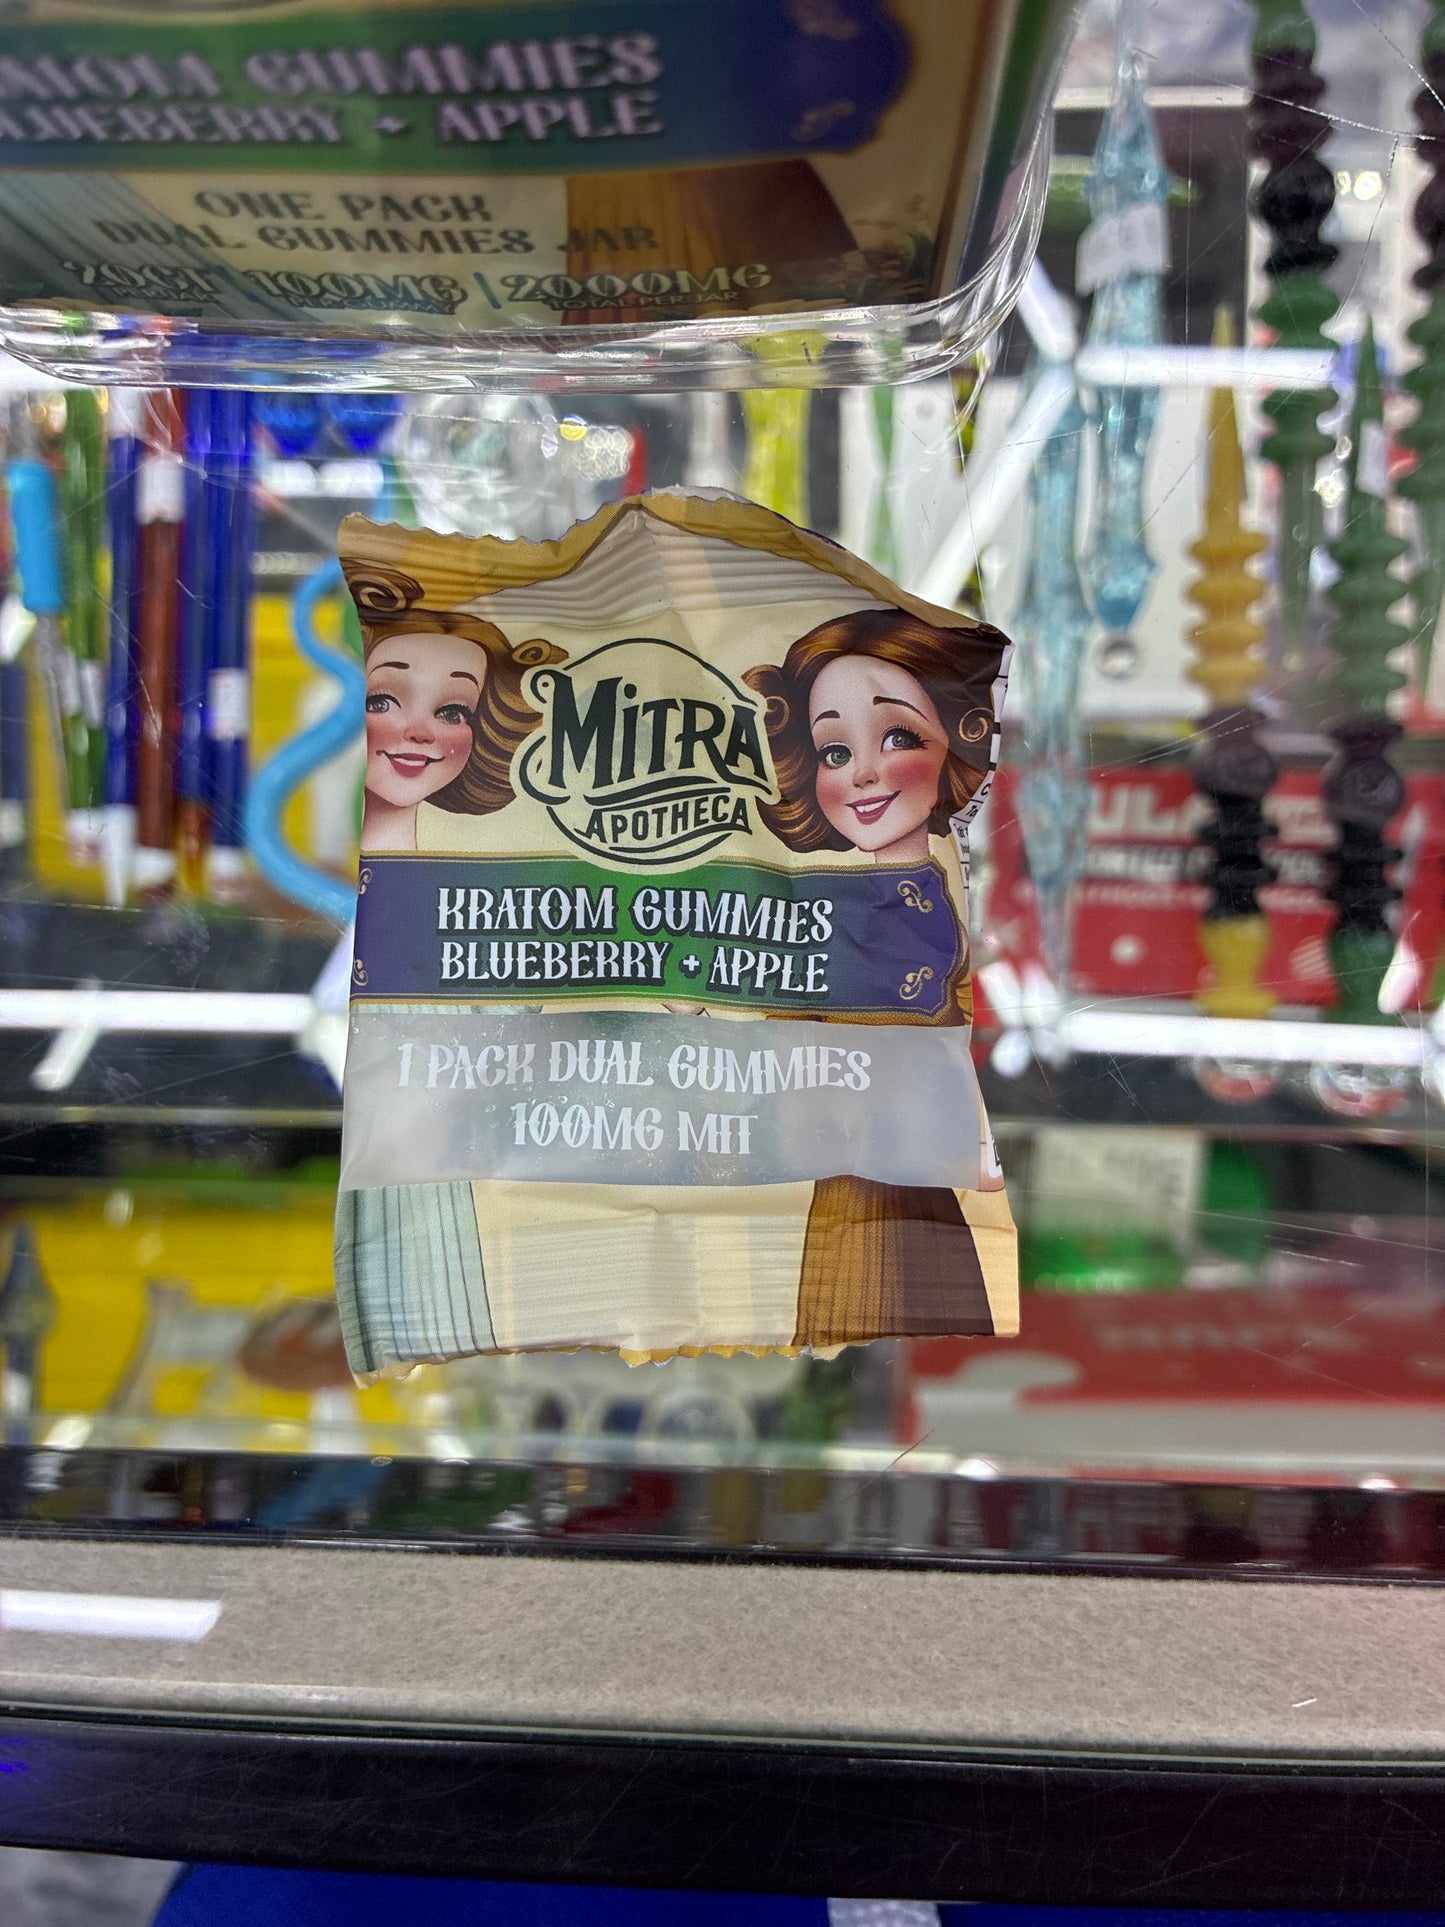 GUMMIES
BLUEBERRY + APPLE
ONE PACK
DUAL GUMMIES JAR
20CT | 100MG | 2000MG
TOTAL PER JAR
MITRA
APOTHECA
KRATOM GUMMIES
BLUEBERRY + APPLE
1 PACK DUAL GUMMIES
100MG MIT